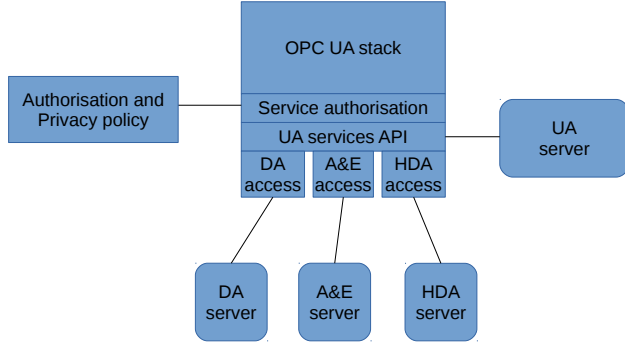 OPC UA stack
Authorisation and
Privacy policy
Service authorisation
UA services API
UA
server
DA
access
A&E
access
HDA
access
DA
server
A&E
server
HDA
server